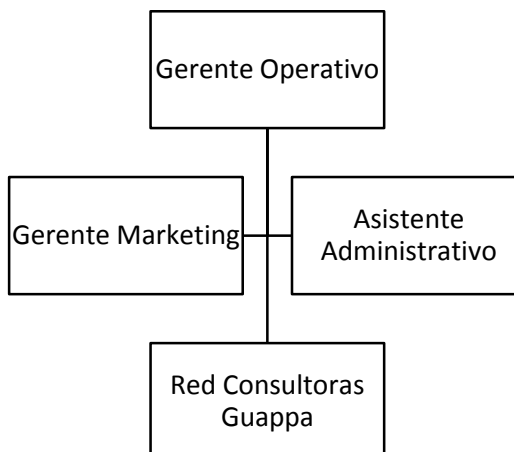 Gerente Operativo
Gerente Marketing
Asistente
Administrativo
Red Consultoras
Guappa